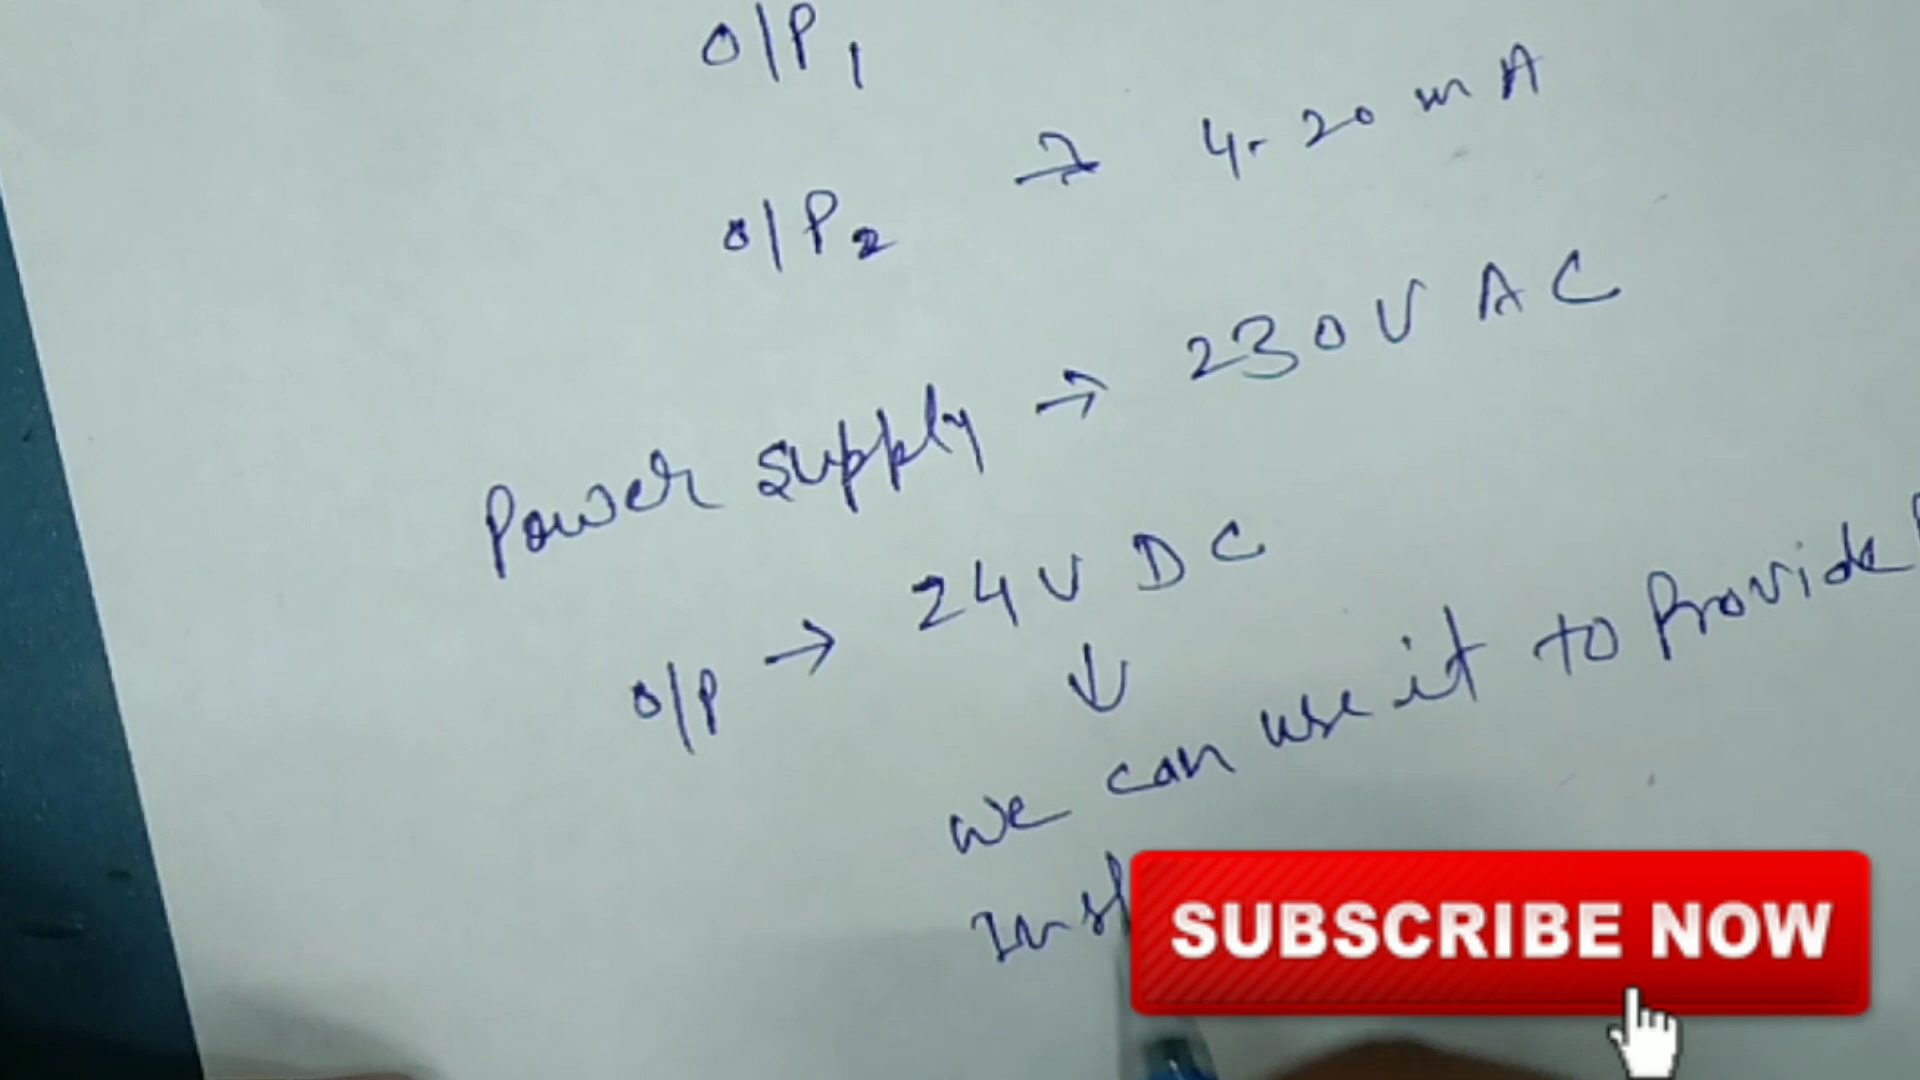 O/P1
→ 4-20 mA
O/P2
Power supply → 230V AC
O/P → 24V DC
↓
we can use it to Provide
SUBSCRIBE NOW